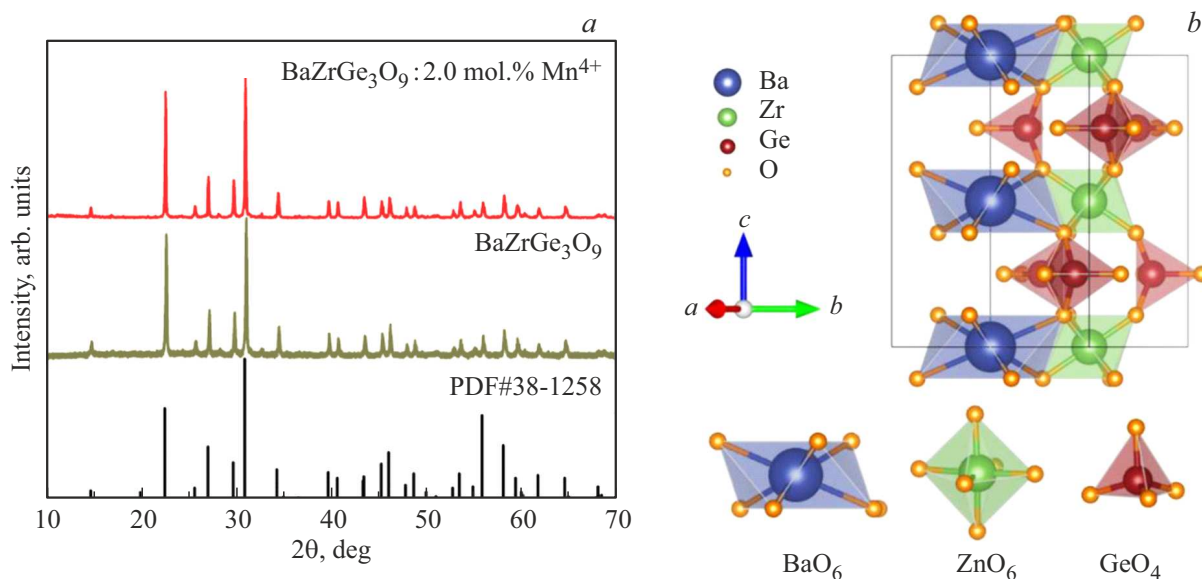 a
BaZrGe₃O₉ : 2.0 mol.% Mn⁴⁺
BaZrGe₃O₉
PDF#38-1258
Intensity, arb. units
10 20 30 40 50 60 70
2θ, deg
b
Ba
Zr
Ge
O
c
a
b
BaO₆
ZnO₆
GeO₄